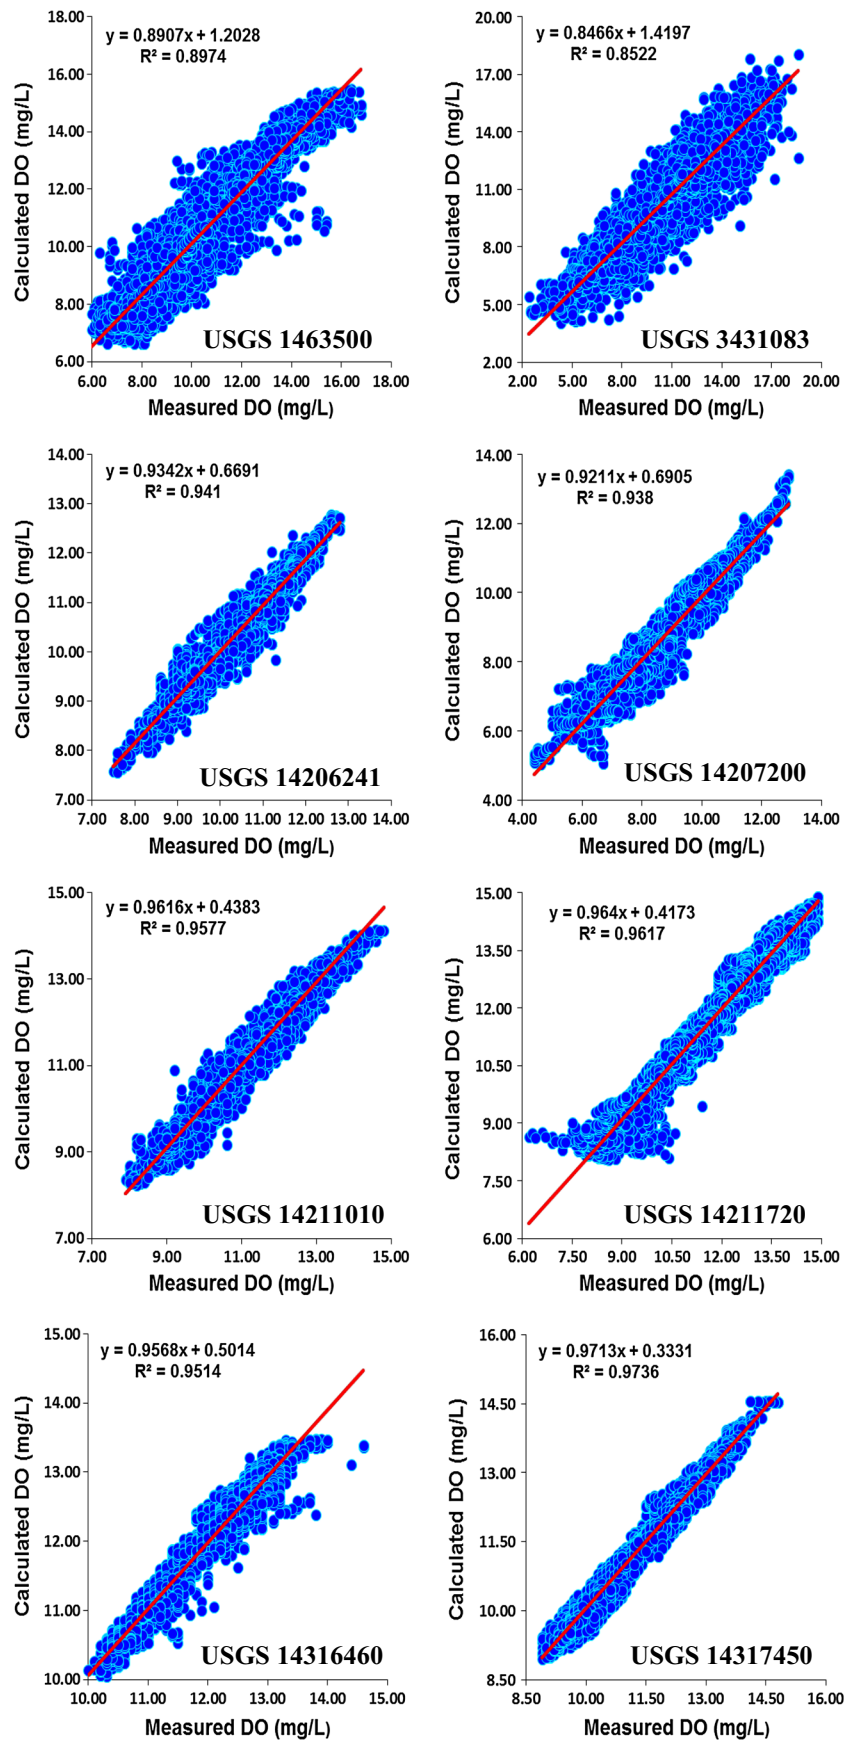 18.00
16.00
14.00
12.00
10.00
8.00
6.00
Calculated DO (mg/L)
y = 0.8907x + 1.2028
R² = 0.8974
USGS 1463500
6.00 8.00 10.00 12.00 14.00 16.00 18.00
Measured DO (mg/L)
20.00
17.00
14.00
11.00
8.00
5.00
2.00
Calculated DO (mg/L)
y = 0.8466x + 1.4197
R² = 0.8522
USGS 3431083
2.00 5.00 8.00 11.00 14.00 17.00 20.00
Measured DO (mg/L)
14.00
13.00
12.00
11.00
10.00
9.00
8.00
7.00
Calculated DO (mg/L)
y = 0.9342x + 0.6691
R² = 0.941
USGS 14206241
7.00 8.00 9.00 10.00 11.00 12.00 13.00 14.00
Measured DO (mg/L)
14.00
12.00
10.00
8.00
6.00
4.00
Calculated DO (mg/L)
y = 0.9211x + 0.6905
R² = 0.938
USGS 14207200
4.00 6.00 8.00 10.00 12.00 14.00
Measured DO (mg/L)
15.00
13.00
11.00
9.00
7.00
Calculated DO (mg/L)
y = 0.9616x + 0.4383
R² = 0.9577
USGS 14211010
7.00 9.00 11.00 13.00 15.00
Measured DO (mg/L)
15.00
13.50
12.00
10.50
9.00
7.50
6.00
Calculated DO (mg/L)
y = 0.964x + 0.4173
R² = 0.9617
USGS 14211720
6.00 7.50 9.00 10.50 12.00 13.50 15.00
Measured DO (mg/L)
15.00
14.00
13.00
12.00
11.00
10.00
Calculated DO (mg/L)
y = 0.9568x + 0.5014
R² = 0.9514
USGS 14316460
10.00 11.00 12.00 13.00 14.00 15.00
Measured DO (mg/L)
16.00
14.50
13.00
11.50
10.00
8.50
Calculated DO (mg/L)
y = 0.9713x + 0.3331
R² = 0.9736
USGS 14317450
8.50 10.00 11.50 13.00 14.50 16.00
Measured DO (mg/L)